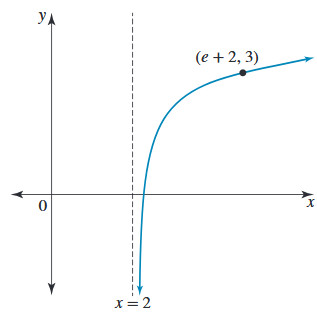 y
(e + 2, 3)
0
x
x = 2